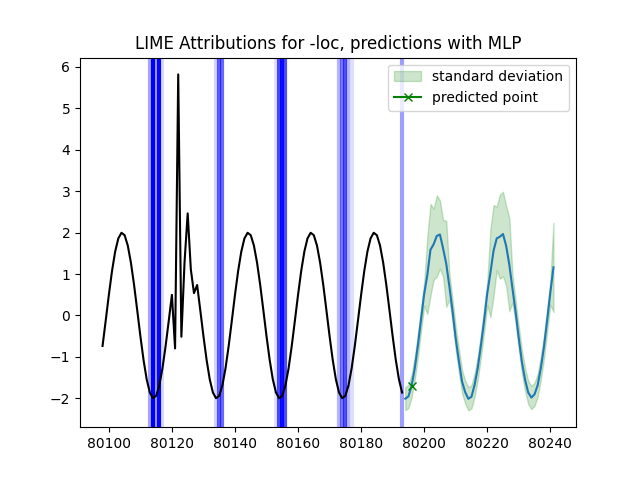 LIME Attributions for -loc, predictions with MLP
standard deviation
predicted point
6
5
4
3
2
1
0
−1
−2
80100 80120 80140 80160 80180 80200 80220 80240